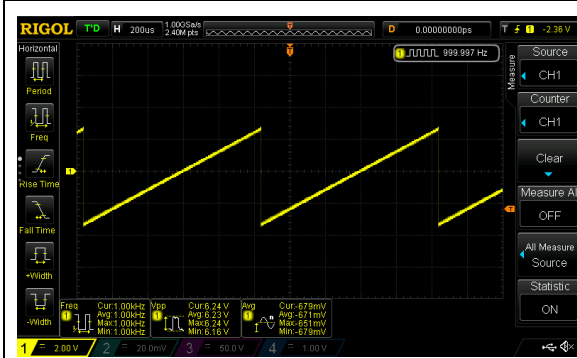 RIGOL T'D H 200us 1.00GSa/s D 0.00000000ps T 1 -2.36 V
2.40M pts
Horizontal
T
1 999.997 Hz
Measure
Source
CH1
Period
Counter
CH1
Freq
Clear
Rise Time
1
Measure All
OFF
T
Fall Time
All Measure
Source
+Width
Statistic
ON
-Width
Freq Cur:1.00kHz Vpp Cur:6.24 V Avg Cur:-679mV
1 Avg:1.00kHz 1 Avg:6.23 V 1 Avg:-671mV
Max:1.00kHz Max:6.24 V Max:-651mV
Min:1.00kHz Min:6.16 V Min:-679mV
1 = 2.00 V 2 = 20.0mV 3 = 50.0 V 4 = 1.00 V